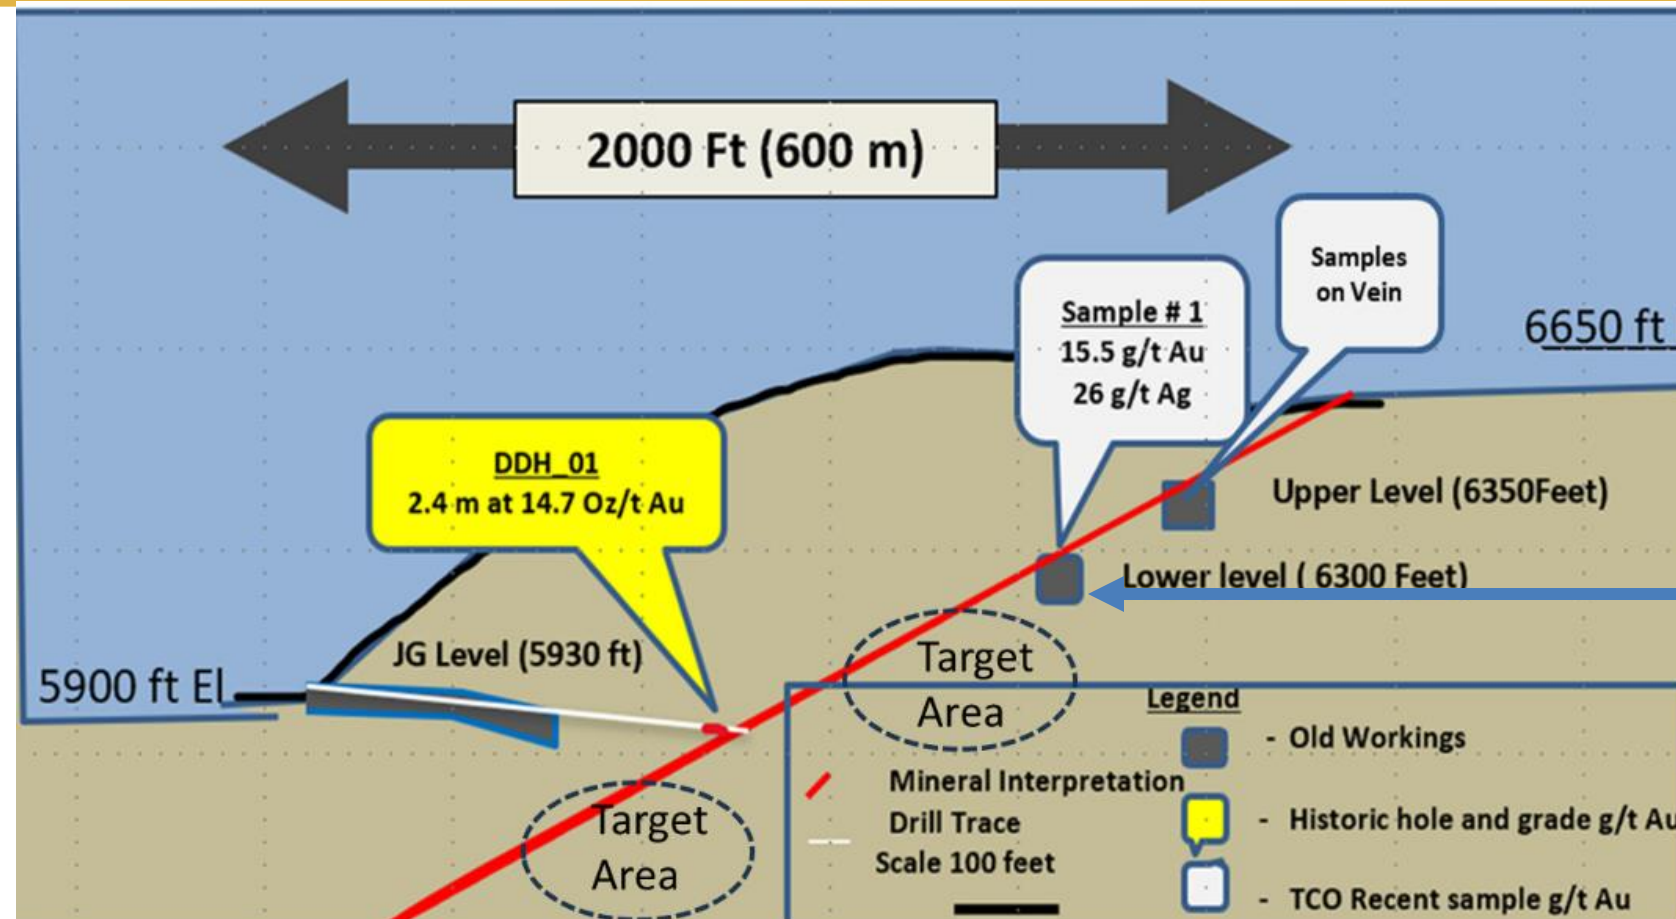 2000 Ft (600 m)
Samples
on Vein
Sample # 1
15.5 g/t Au
26 g/t Ag
6650 ft
DDH_01
2.4 m at 14.7 Oz/t Au
Upper Level (6350Feet)
Lower level ( 6300 Feet)
JG Level (5930 ft)
5900 ft El
Target
Area
Target
Area
Legend
- Old Workings
Mineral Interpretation
Drill Trace
- Historic hole and grade g/t Au
Scale 100 feet
- TCO Recent sample g/t Au